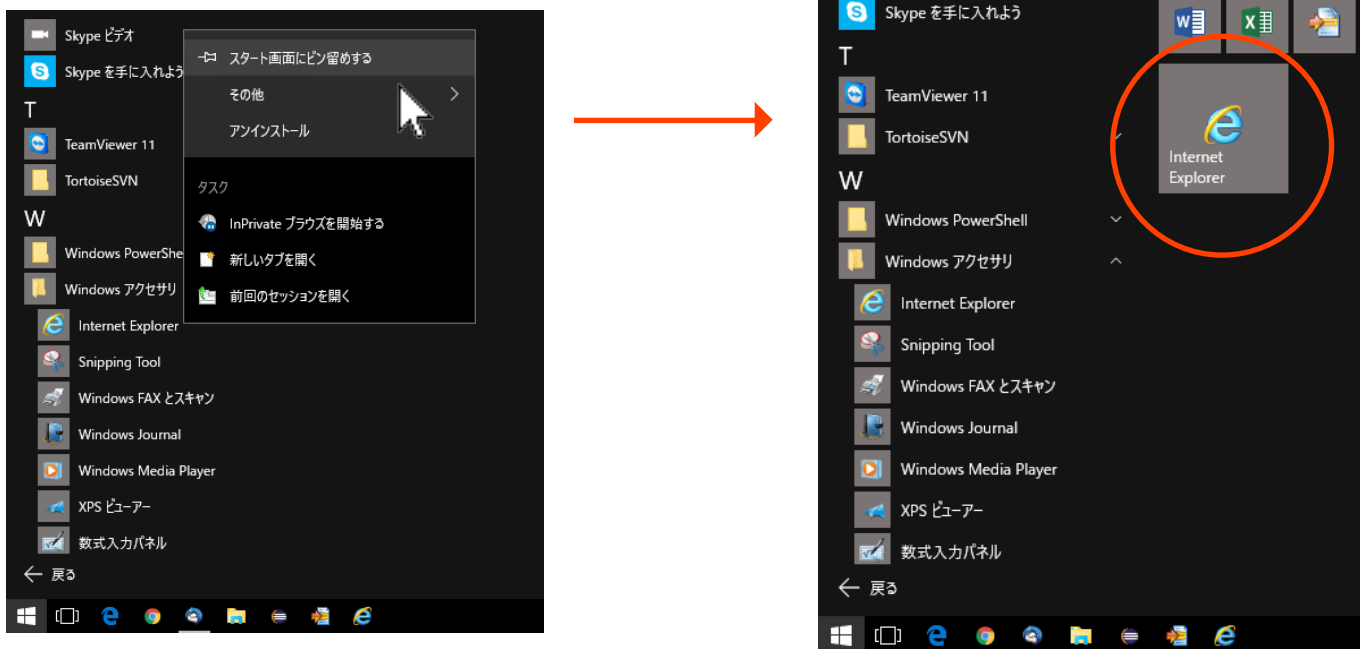 Skype ビデオ
Skype を手に入れよう
T
TeamViewer 11
TortoiseSVN
W
Windows PowerShe
Windows アクセサリ
Internet Explorer
Snipping Tool
Windows FAX とスキャン
Windows Journal
Windows Media Player
XPS ビューアー
数式入力パネル
戻る
スタート画面にピン留めする
その他
アンインストール
タスク
InPrivate ブラウズを開始する
新しいタブを開く
前回のセッションを開く
Skype を手に入れよう
T
TeamViewer 11
TortoiseSVN
W
Windows PowerShell
Windows アクセサリ
Internet Explorer
Snipping Tool
Windows FAX とスキャン
Windows Journal
Windows Media Player
XPS ビューアー
数式入力パネル
戻る
Internet
Explorer